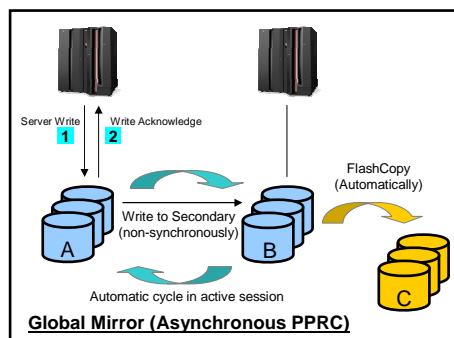 Server Write
1
2
Write Acknowledge
FlashCopy
(Automatically)
Write to Secondary
(non-synchronously)
A
B
C
Automatic cycle in active session
Global Mirror (Asynchronous PPRC)